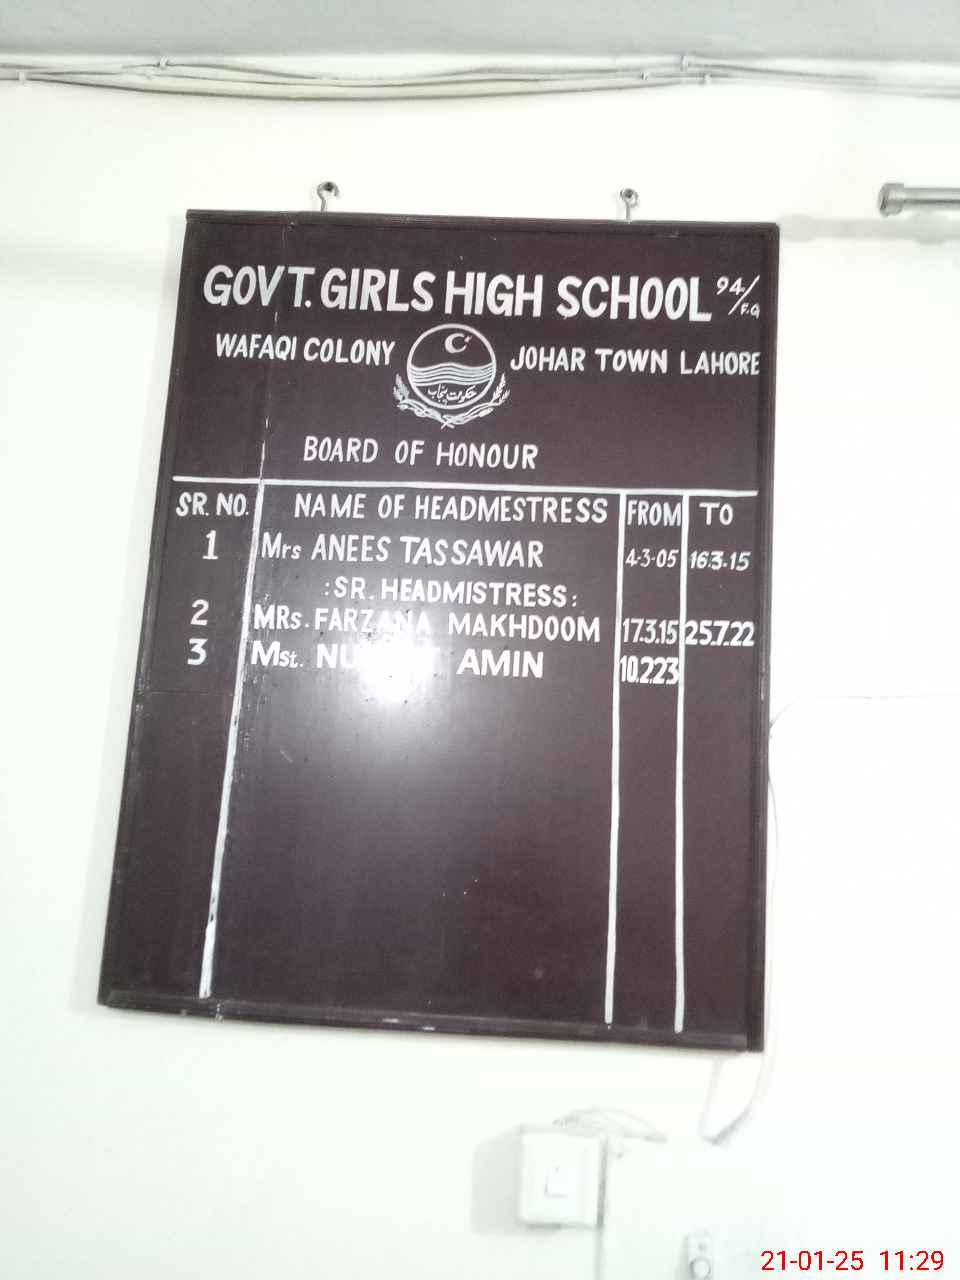 GOVT. GIRLS HIGH SCHOOL 94/F.G
WAFAQI COLONY JOHAR TOWN LAHORE
حکومت پنجاب
BOARD OF HONOUR
SR. NO. NAME OF HEADMESTRESS FROM TO
1 Mrs ANEES TASSAWAR 4-3-05 16.3.15
:SR. HEADMISTRESS:
2 MRs. FARZANA MAKHDOOM 17.3.15 25.7.22
3 Mst. AMIN 10.2.23
21-01-25 11:29